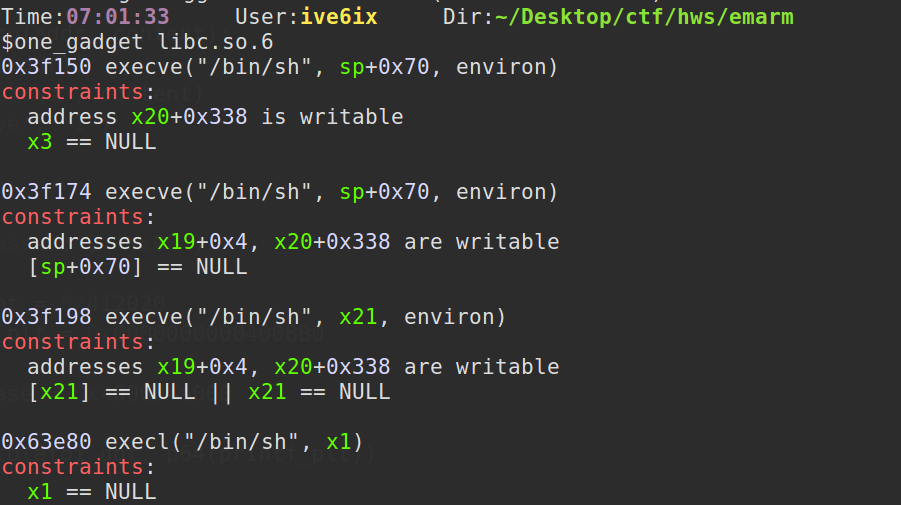 Time:07:01:33 User:ive6ix Dir:~/Desktop/ctf/hws/emarm
$one_gadget libc.so.6
0x3f150 execve("/bin/sh", sp+0x70, environ)
constraints:
address x20+0x338 is writable
x3 == NULL
0x3f174 execve("/bin/sh", sp+0x70, environ)
constraints:
addresses x19+0x4, x20+0x338 are writable
[sp+0x70] == NULL
0x3f198 execve("/bin/sh", x21, environ)
constraints:
addresses x19+0x4, x20+0x338 are writable
[x21] == NULL || x21 == NULL
0x63e80 execl("/bin/sh", x1)
constraints:
x1 == NULL